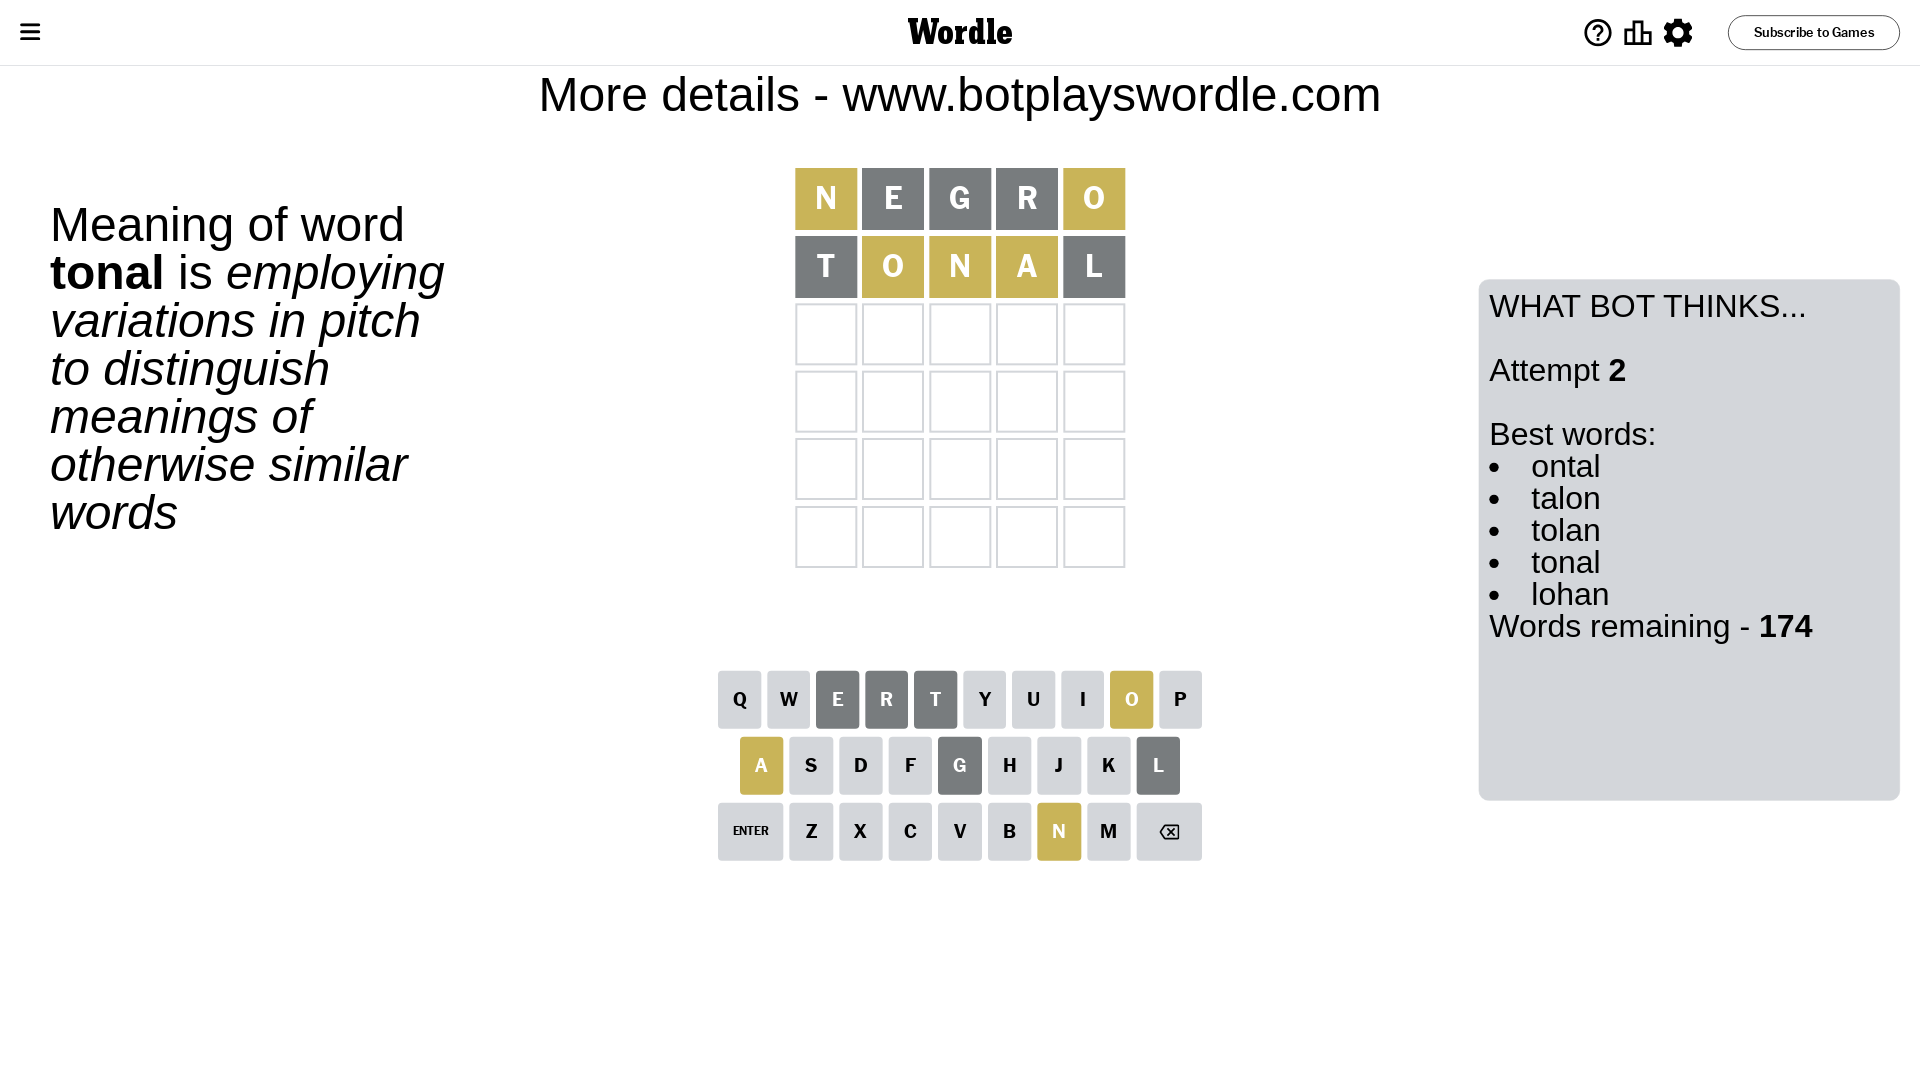 Wordle
Subscribe to Games
More details - www.botplayswordle.com
Meaning of word
tonal is employing
variations in pitch
to distinguish
meanings of
otherwise similar
words
N E G R O
T O N A L
WHAT BOT THINKS...
Attempt 2
Best words:
• ontal
• talon
• tolan
• tonal
• lohan
Words remaining - 174
Q W E R T Y U I O P
A S D F G H J K L
ENTER Z X C V B N M